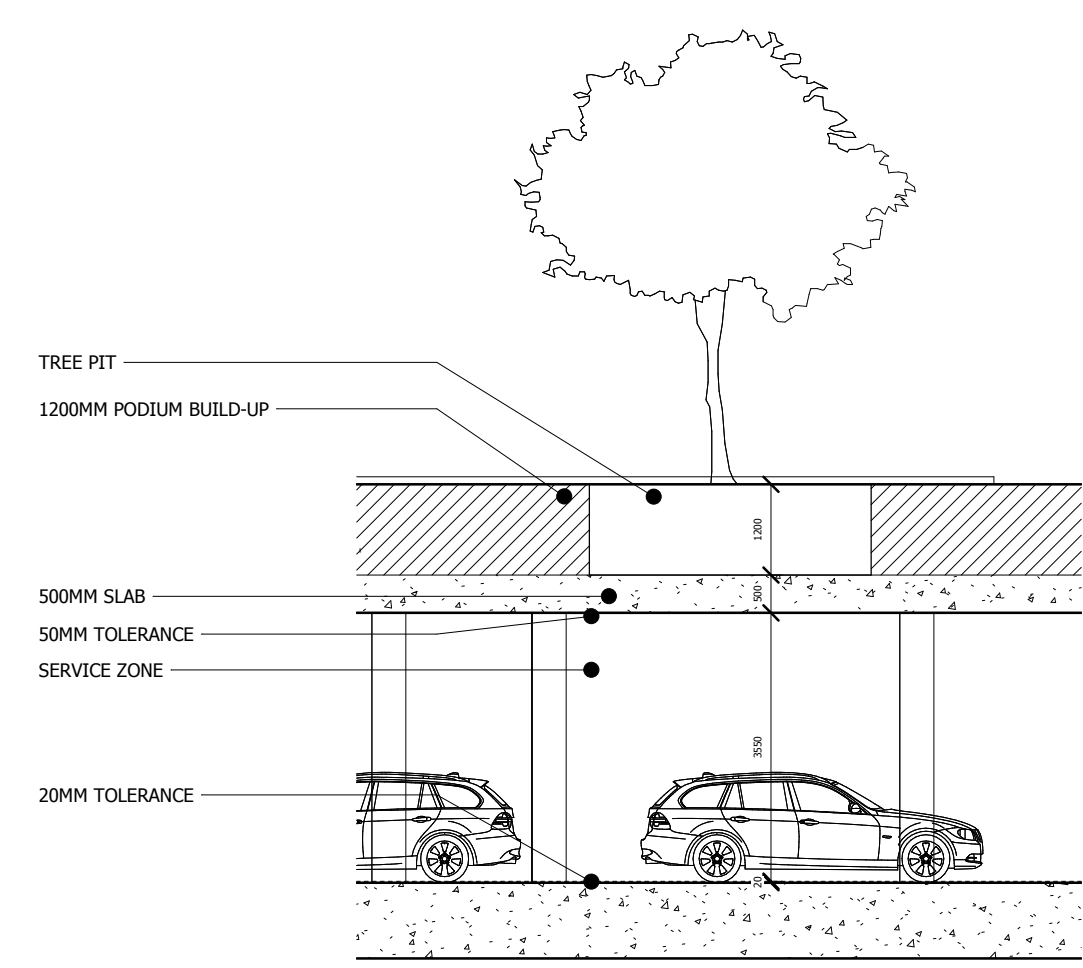 TREE PIT
1200MM PODIUM BUILD-UP
1200
500MM SLAB
500
50MM TOLERANCE
SERVICE ZONE
3550
20MM TOLERANCE
20